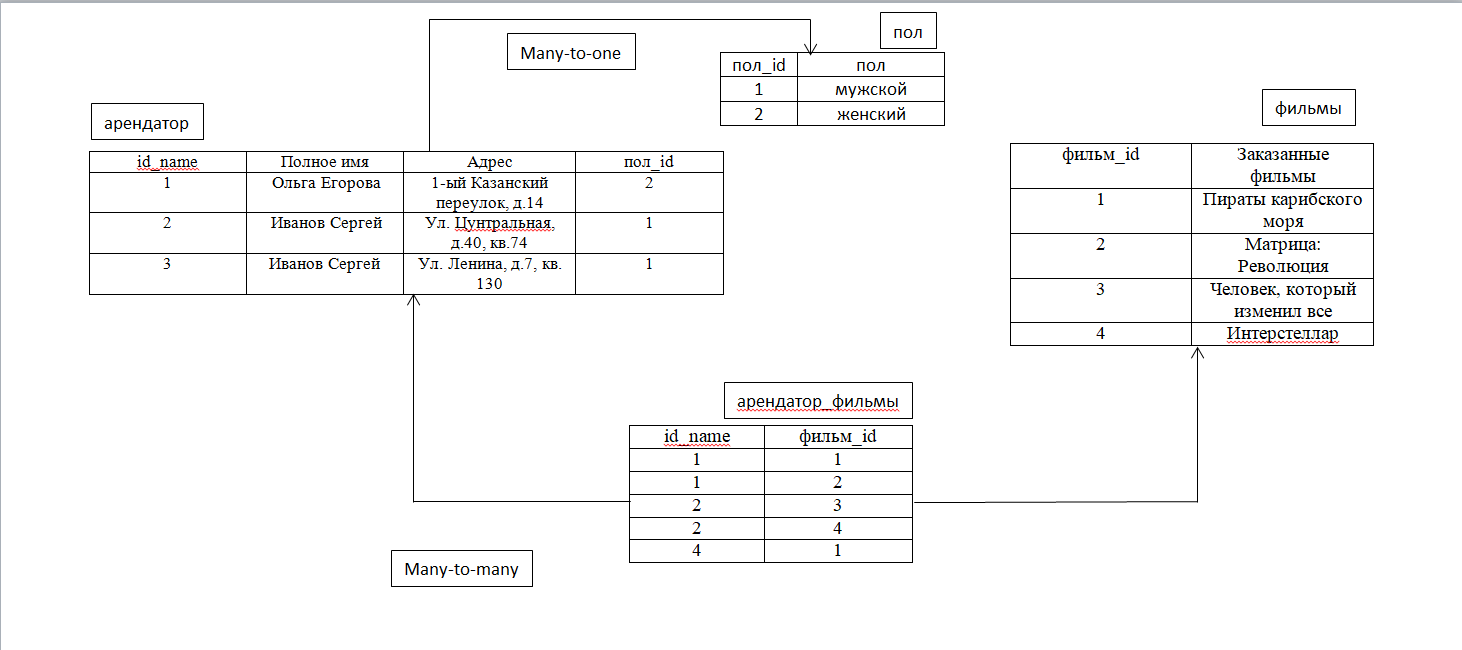 пол
Many-to-one
пол_id пол
1 мужской
2 женский
арендатор
id_name Полное имя Адрес пол_id
1 Ольга Егорова 1-ый Казанский 2
переулок, д.14
2 Иванов Сергей Ул. Цунтральная, 1
д.40, кв.74
3 Иванов Сергей Ул. Ленина, д.7, кв. 1
130
фильмы
фильм_id Заказанные
фильмы
1 Пираты карибского
моря
2 Матрица:
Революция
3 Человек, который
изменил все
4 Интерстеллар
арендатор_фильмы
id_name фильм_id
1 1
1 2
2 3
2 4
4 1
Many-to-many